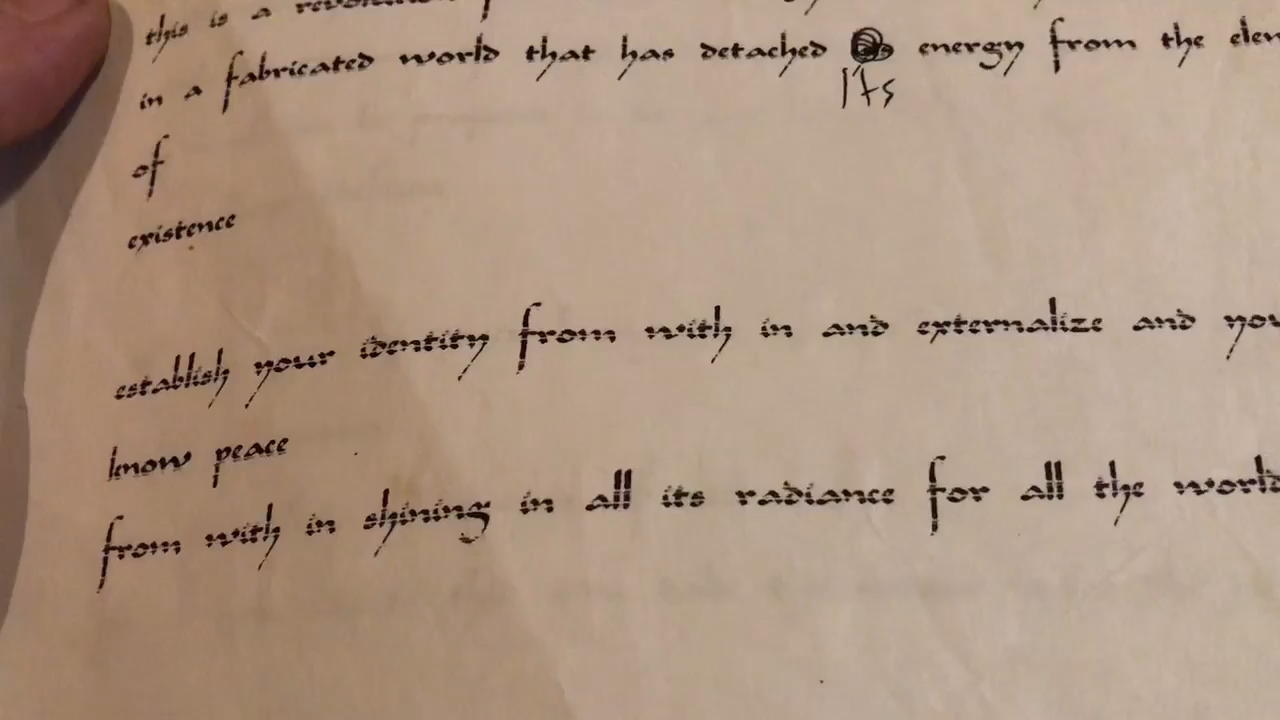 this is a
in a fabricated world that has detached energy from the
Its
of
existence
establish your identity from with in and externalize and
know peace
from with in shining in all its radiance for all the world